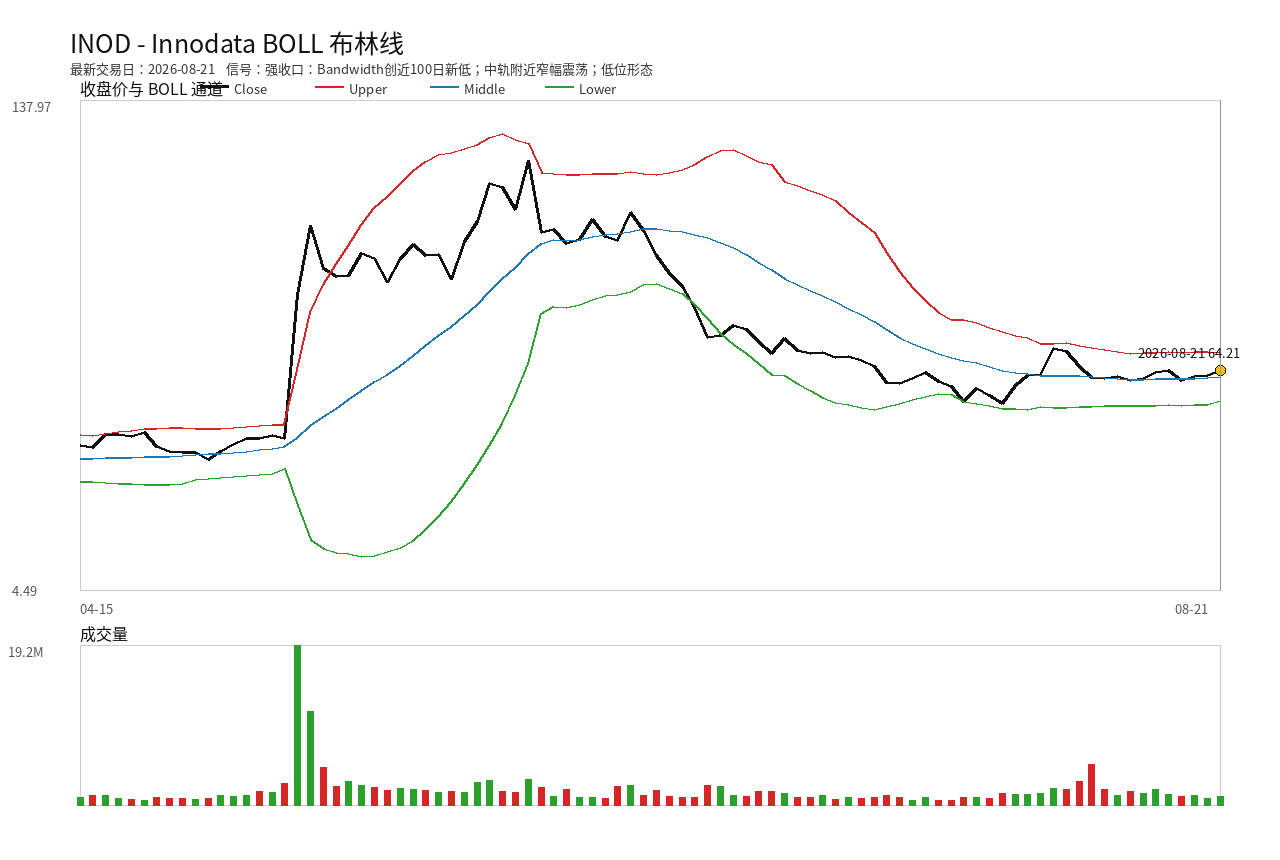 INOD - Innodata BOLL 布林线
最新交易日：2026-08-21 信号：强收口；Bandwidth创近100日新低；中轨附近窄幅震荡；低位形态
收盘价与 BOLL 通道 Close Upper Middle Lower
137.97
2026-08-21 64.21
4.49
04-15 08-21
成交量
19.2M